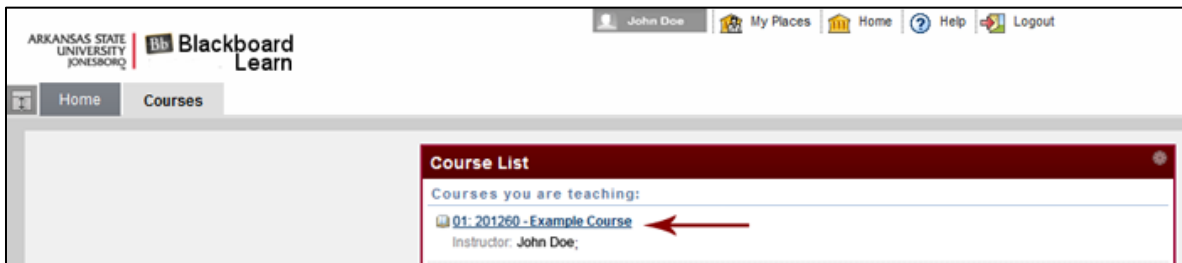 John Doe My Places Home Help Logout
ARKANSAS STATE
UNIVERSITY
JONESBORO
Bb Blackboard
Learn
Home Courses
Course List
Courses you are teaching:
01: 201260 - Example Course
Instructor: John Doe;